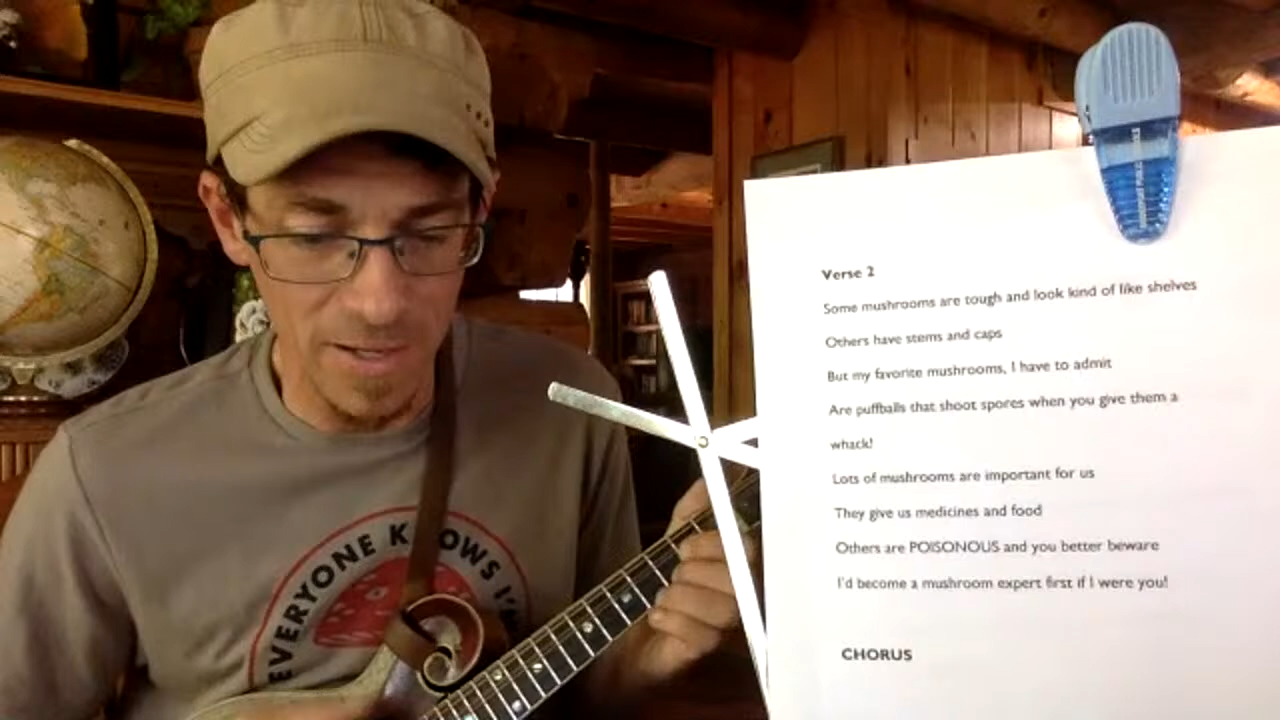 EVERYONE KNOWS I'M
Verse 2
Some mushrooms are tough and look kind of like shelves
Others have stems and caps
But my favorite mushrooms, I have to admit
Are puffballs that shoot spores when you give them a
whack!
Lots of mushrooms are important for us
They give us medicines and food
Others are POISONOUS and you better beware
I'd become a mushroom expert first if I were you!
CHORUS